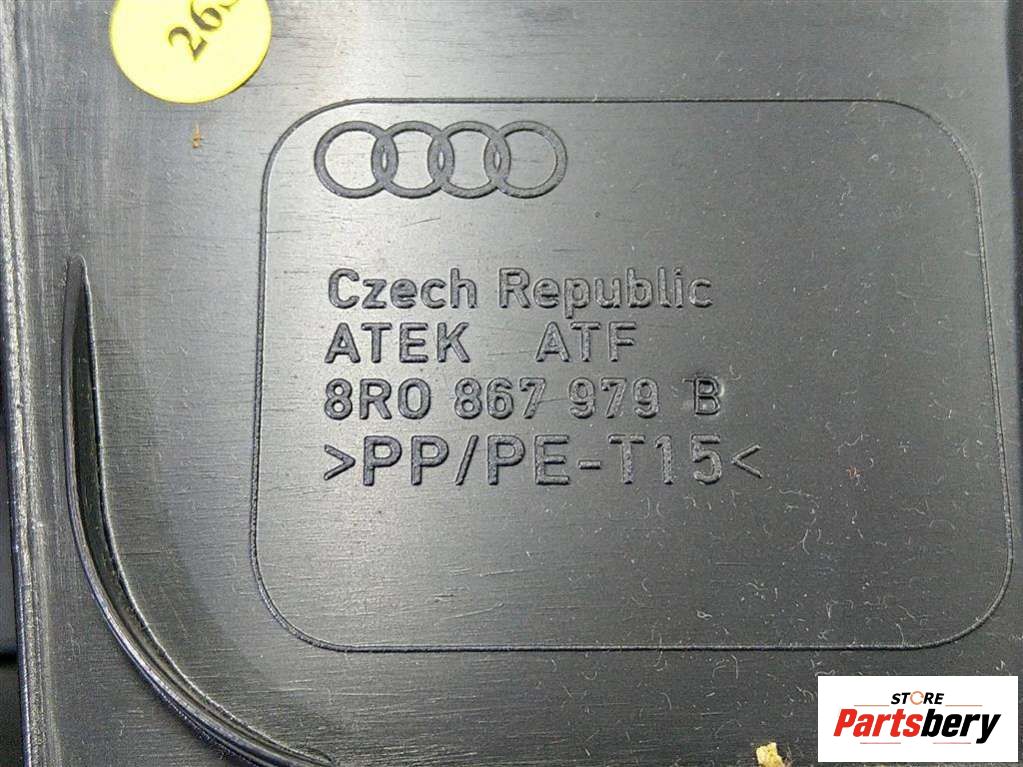 Czech Republic
ATEK ATF
8R0 867 979 B
>PP/PE-T15<
STORE
Partsbery